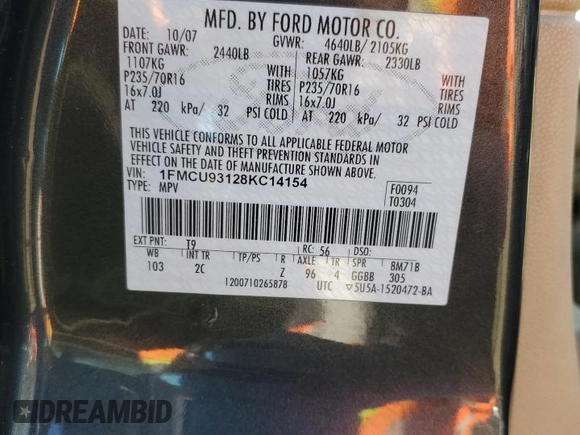 MFD. BY FORD MOTOR CO.
DATE: 10/07 GVWR: 4640LB/ 2105KG
FRONT GAWR: 2440LB REAR GAWR: 2330LB
1107KG WITH 1057KG WITH
P235/70R16 TIRES P235/70R16 TIRES
16x7.0J RIMS 16x7.0J RIMS
AT 220 kPa/ 32 PSI COLD AT 220 kPa/ 32 PSI COLD
THIS VEHICLE CONFORMS TO ALL APPLICABLE FEDERAL MOTOR
VEHICLE SAFETY AND THEFT PREVENTION STANDARDS IN
EFFECT ON THE DATE OF MANUFACTURE SHOWN ABOVE.
VIN: 1FMCU93128KC14154 F0094
TYPE: MPV T0304
EXT PNT: T9 RC: 56 DSO:
WB INT TR TP/PS R AXLE TR SPR BM71B
103 2C Z 96 4 GGBB 305
1200710265878 UTC ▽5U5A-1520472-BA
DREAMBID